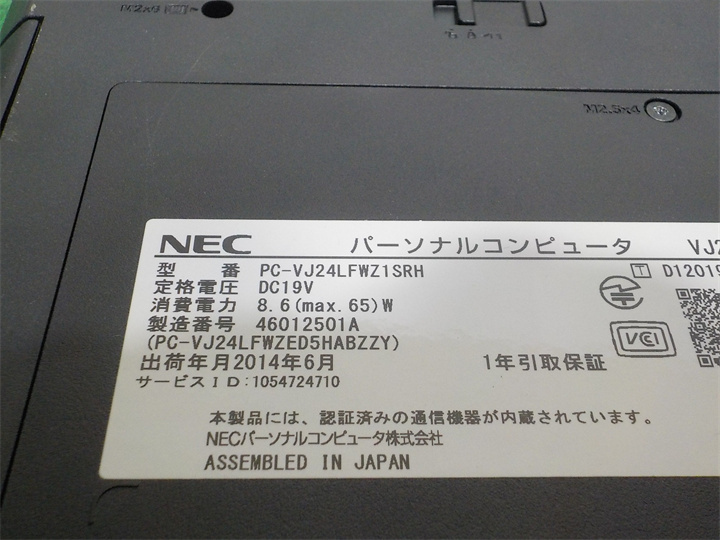 M2.5x4
NEC パーソナルコンピュータ VJ2
型 番 PC-VJ24LFWZ1SRH
T D12019
定格電圧 DC19V
消費電力 8.6(max.65)W
製造番号 46012501A
VCI
(PC-VJ24LFWZED5HABZZY)
出荷年月2014年6月 1年引取保証
サービスID:1054724710
本製品には、認証済みの通信機器が内蔵されています。
NECパーソナルコンピュータ株式会社
ASSEMBLED IN JAPAN